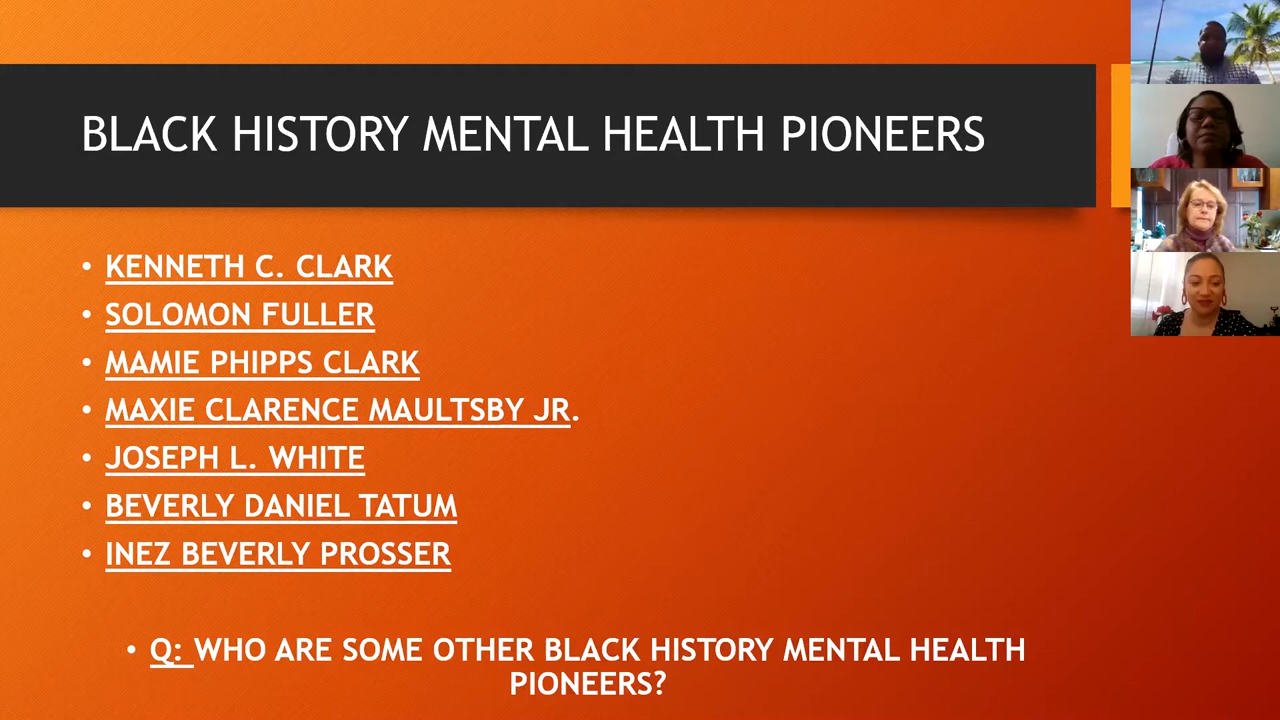 BLACK HISTORY MENTAL HEALTH PIONEERS
• KENNETH C. CLARK
• SOLOMON FULLER
• MAMIE PHIPPS CLARK
• MAXIE CLARENCE MAULTSBY JR.
• JOSEPH L. WHITE
• BEVERLY DANIEL TATUM
• INEZ BEVERLY PROSSER
• Q: WHO ARE SOME OTHER BLACK HISTORY MENTAL HEALTH
PIONEERS?